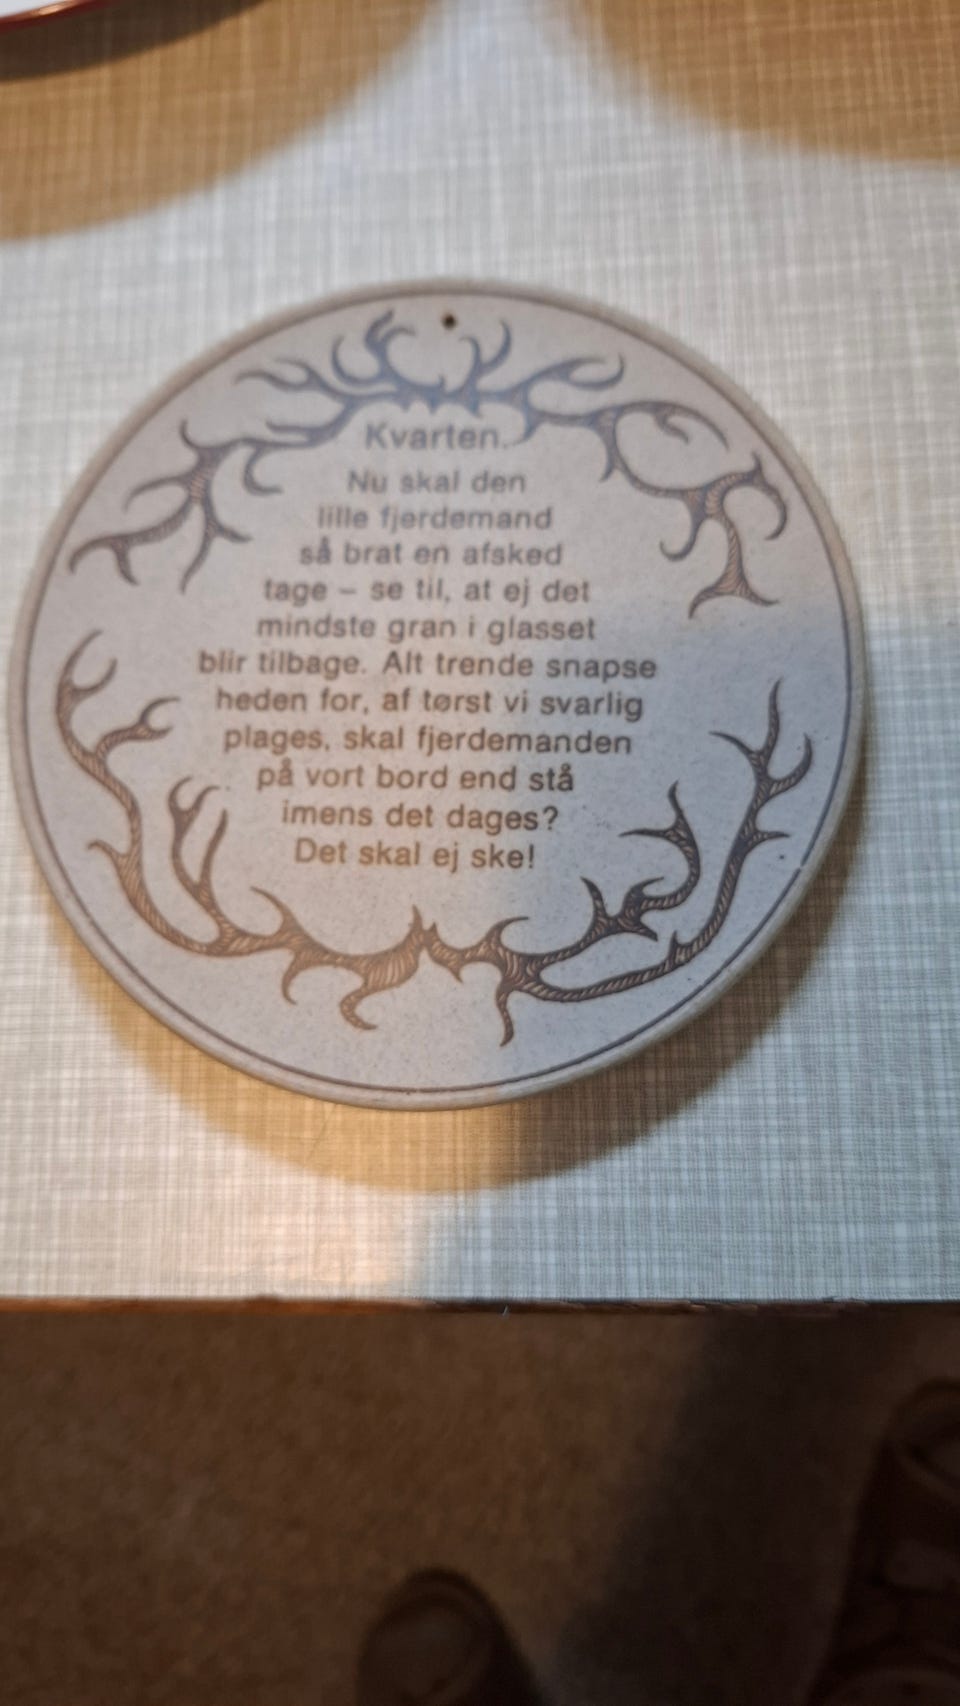 Kvarten.
Nu skal den
lille fjerdemand
så brat en afsked
tage – se til, at ej det
mindste gran i glasset
blir tilbage. Alt trende snapse
heden for, af tørst vi svarlig
plages, skal fjerdemanden
på vort bord end stå
imens det dages?
Det skal ej ske!